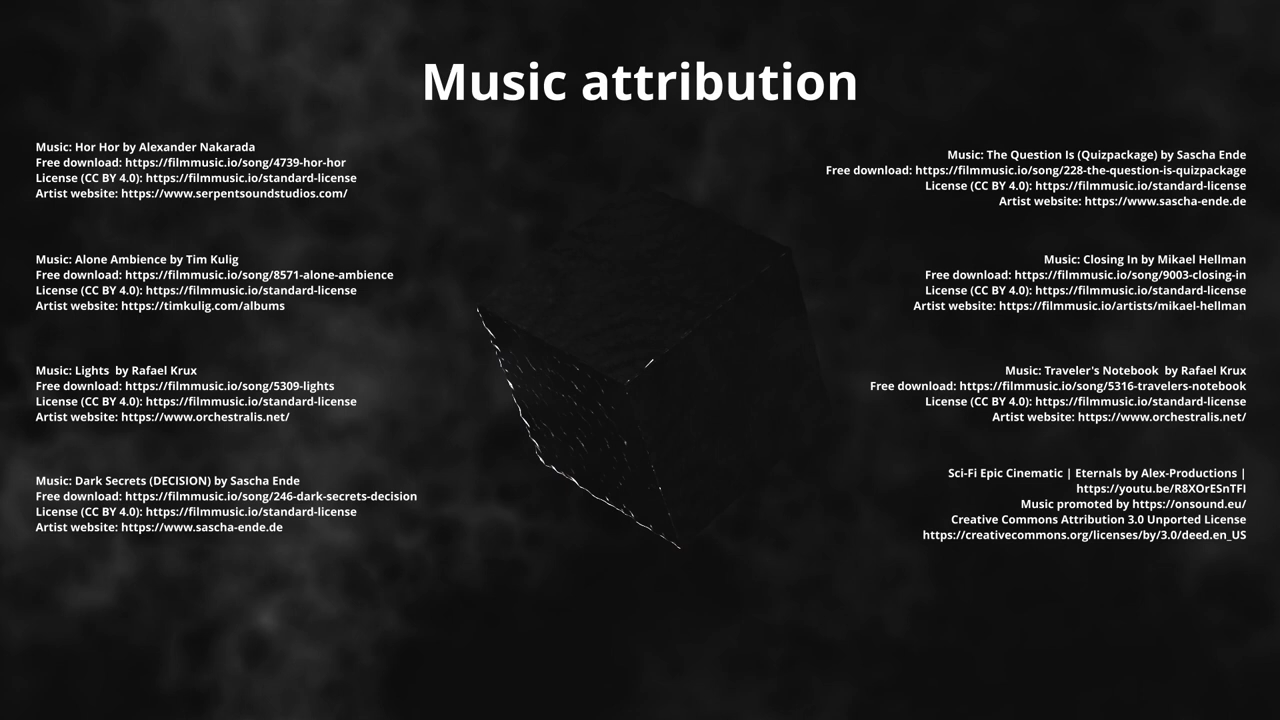 Music attribution
Music: Hor Hor by Alexander Nakarada
Free download: https://filmmusic.io/song/4739-hor-hor
License (CC BY 4.0): https://filmmusic.io/standard-license
Artist website: https://www.serpentsoundstudios.com/
Music: Alone Ambience by Tim Kulig
Free download: https://filmmusic.io/song/8571-alone-ambience
License (CC BY 4.0): https://filmmusic.io/standard-license
Artist website: https://timkulig.com/albums
Music: Lights  by Rafael Krux
Free download: https://filmmusic.io/song/5309-lights
License (CC BY 4.0): https://filmmusic.io/standard-license
Artist website: https://www.orchestralis.net/
Music: Dark Secrets (DECISION) by Sascha Ende
Free download: https://filmmusic.io/song/246-dark-secrets-decision
License (CC BY 4.0): https://filmmusic.io/standard-license
Artist website: https://www.sascha-ende.de
Music: The Question Is (Quizpackage) by Sascha Ende
Free download: https://filmmusic.io/song/228-the-question-is-quizpackage
License (CC BY 4.0): https://filmmusic.io/standard-license
Artist website: https://www.sascha-ende.de
Music: Closing In by Mikael Hellman
Free download: https://filmmusic.io/song/9003-closing-in
License (CC BY 4.0): https://filmmusic.io/standard-license
Artist website: https://filmmusic.io/artists/mikael-hellman
Music: Traveler's Notebook  by Rafael Krux
Free download: https://filmmusic.io/song/5316-travelers-notebook
License (CC BY 4.0): https://filmmusic.io/standard-license
Artist website: https://www.orchestralis.net/
Sci-Fi Epic Cinematic | Eternals by Alex-Productions |
https://youtu.be/R8XOrESnTFI
Music promoted by https://onsound.eu/
Creative Commons Attribution 3.0 Unported License
https://creativecommons.org/licenses/by/3.0/deed.en_US